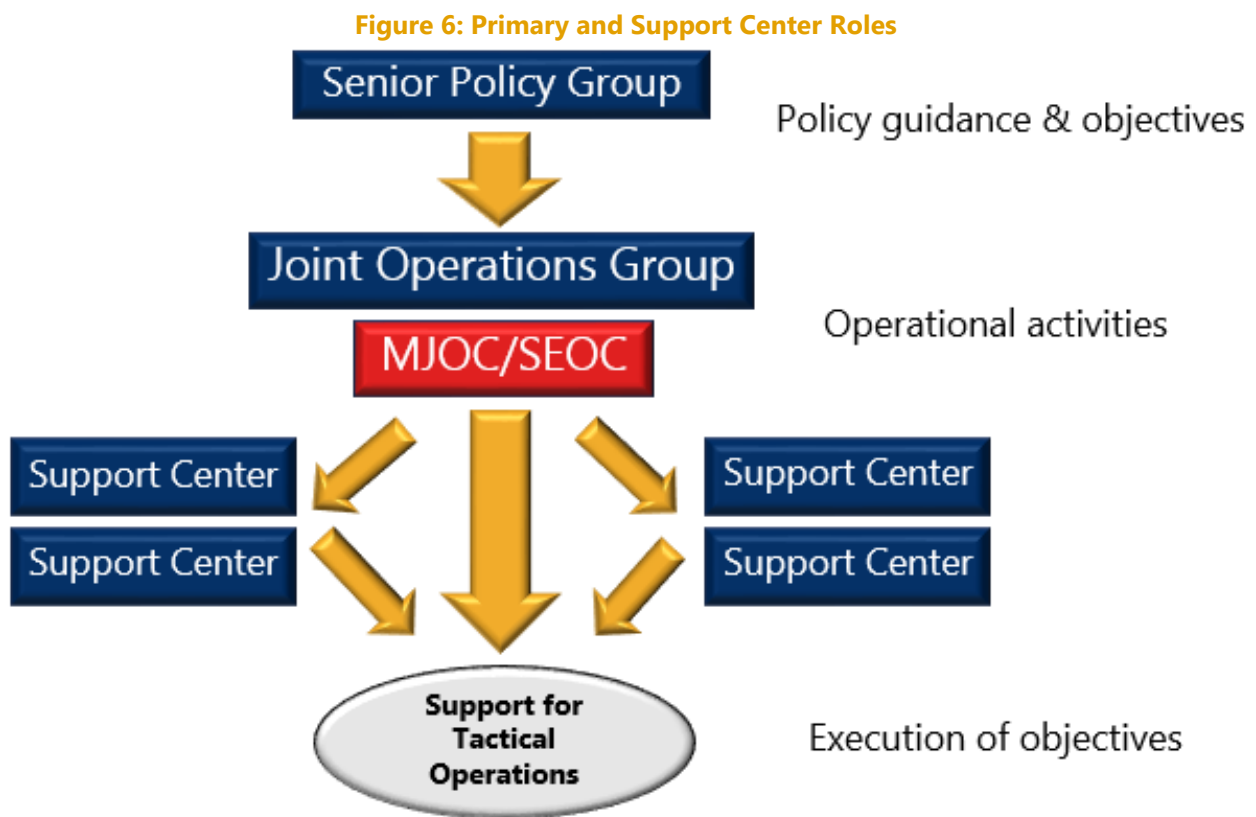 Figure 6: Primary and Support Center Roles
Senior Policy Group
Policy guidance & objectives
Joint Operations Group
Operational activities
MJOC/SEOC
Support Center
Support Center
Support Center
Support Center
Support for
Tactical
Operations
Execution of objectives